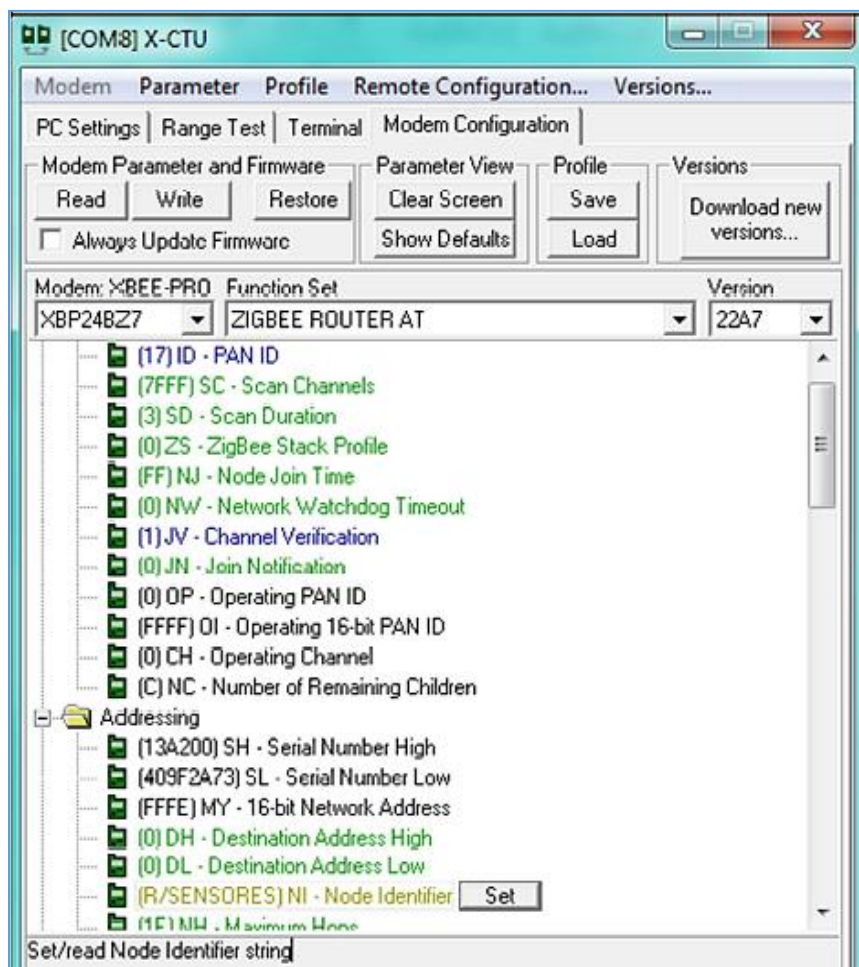 [COM8] X-CTU
Modem Parameter Profile Remote Configuration... Versions...
PC Settings Range Test Terminal Modem Configuration
Modem Parameter and Firmware Parameter View Profile Versions
Read Write Restore Clear Screen Save Download new versions...
Always Update Firmware Show Defaults Load
Modem: XBEE-PRO Function Set Version
XBP24BZ7 ZIGBEE ROUTER AT 22A7
(17) ID - PAN ID
(7FFF) SC - Scan Channels
(3) SD - Scan Duration
(0) ZS - ZigBee Stack Profile
(FF) NJ - Node Join Time
(0) NW - Network Watchdog Timeout
(1) JV - Channel Verification
(0) JN - Join Notification
(0) OP - Operating PAN ID
(FFFF) OI - Operating 16-bit PAN ID
(0) CH - Operating Channel
(C) NC - Number of Remaining Children
Addressing
(13A200) SH - Serial Number High
(409F2A73) SL - Serial Number Low
(FFFE) MY - 16-bit Network Address
(0) DH - Destination Address High
(0) DL - Destination Address Low
(R/SENSORES) NI - Node Identifier Set
(1E) NH - Maximum Hops
Set/read Node Identifier string